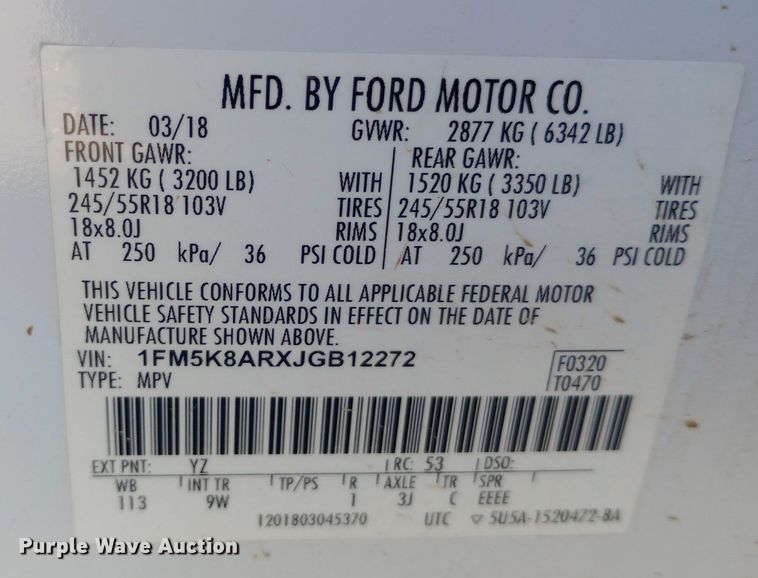 MFD. BY FORD MOTOR CO.
DATE: 03/18 GVWR: 2877 KG ( 6342 LB)
FRONT GAWR: REAR GAWR:
1452 KG ( 3200 LB) WITH 1520 KG ( 3350 LB) WITH
245/55R18 103V TIRES 245/55R18 103V TIRES
18x8.0J RIMS 18x8.0J RIMS
AT 250 kPa/ 36 PSI COLD AT 250 kPa/ 36 PSI COLD
THIS VEHICLE CONFORMS TO ALL APPLICABLE FEDERAL MOTOR
VEHICLE SAFETY STANDARDS IN EFFECT ON THE DATE OF
MANUFACTURE SHOWN ABOVE.
VIN: 1FM5K8ARXJGB12272 F0320
TYPE: MPV T0470
EXT PNT: YZ RC: 53 DSO:
WB INT TR TP/PS R AXLE TR SPR
113 9W 1 3J C EEEE
1201803045370 UTC ▽ 5U5A-1520472-BA
Purple Wave Auction